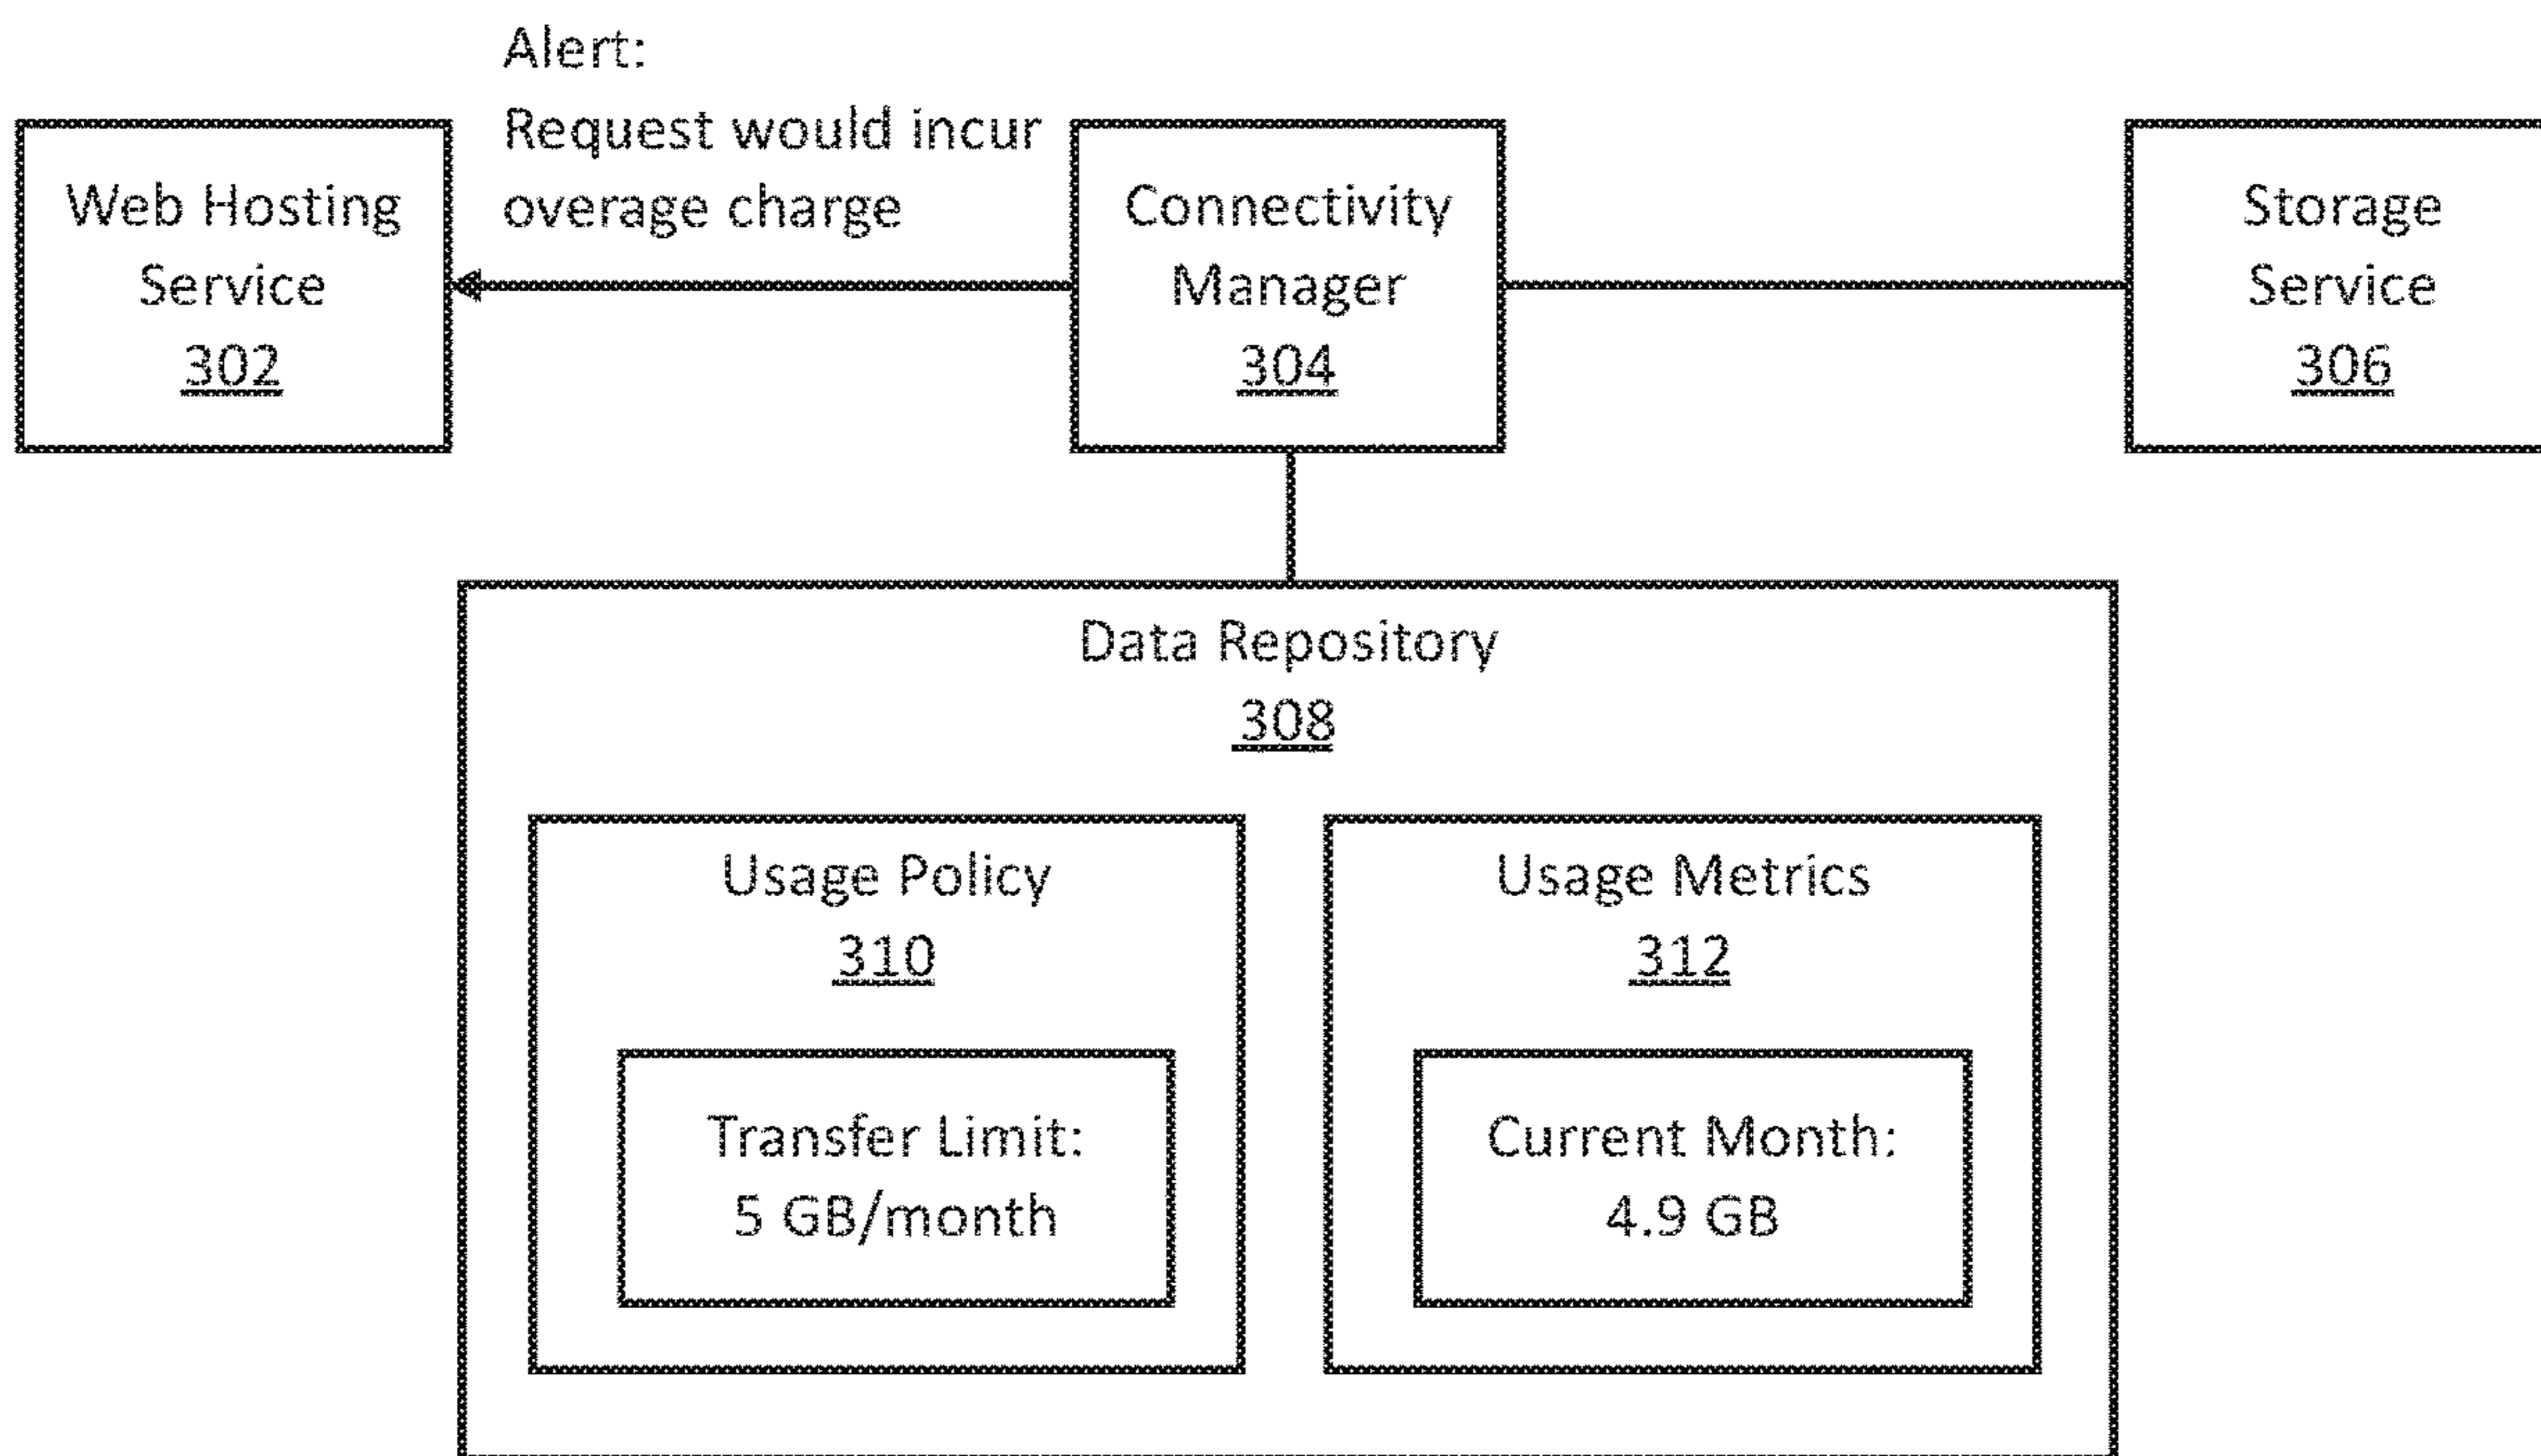 Alert:
Request would incur
overage charge
Web Hosting
Service
302
Connectivity
Manager
304
Storage
Service
306
Data Repository
308
Usage Policy
310
Transfer Limit:
5 GB/month
Usage Metrics
312
Current Month:
4.9 GB